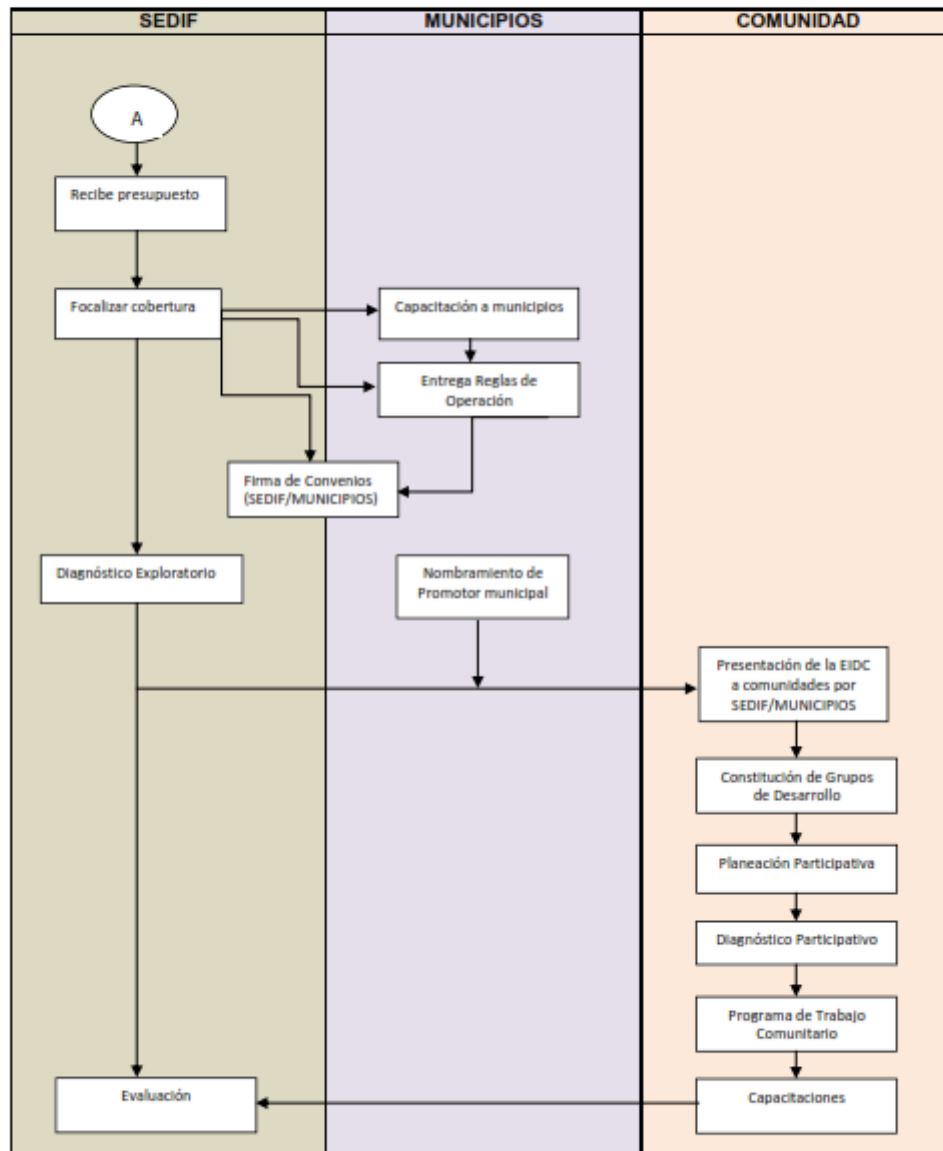 SEDIF
MUNICIPIOS
COMUNIDAD
A
Recibe presupuesto
Focalizar cobertura
Capacitación a municipios
Entrega Reglas de
Operación
Firma de Convenios
(SEDIF/MUNICIPIOS)
Diagnóstico Exploratorio
Nombramiento de
Promotor municipal
Presentación de la EIDC
a comunidades por
SEDIF/MUNICIPIOS
Constitución de Grupos
de Desarrollo
Planeación Participativa
Diagnóstico Participativo
Programa de Trabajo
Comunitario
Evaluación
Capacitaciones